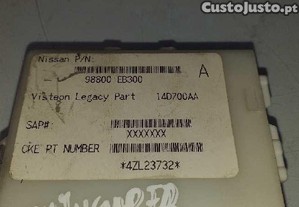 CustoJusto.pt
Nissan P/N:
98800 EB300
A
Visteon Legacy Part 14D700AA
SAP#:
XXXXXXX
CKE PT NUMBER
*4ZL23732*